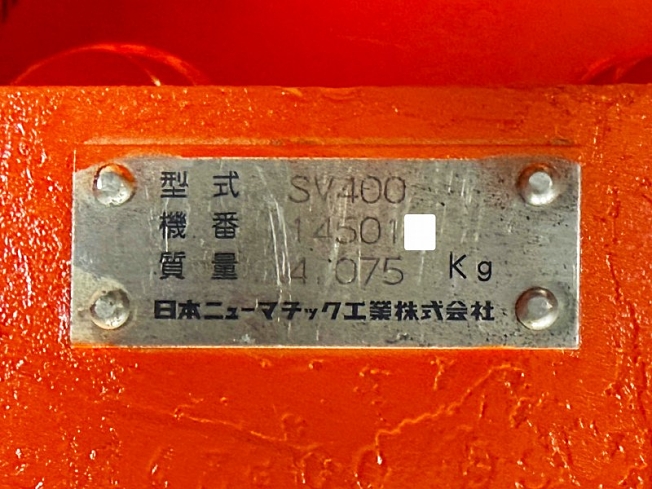 型式 SV400
機番 14501
質量 4,075 Kg
日本ニューマチック工業株式会社